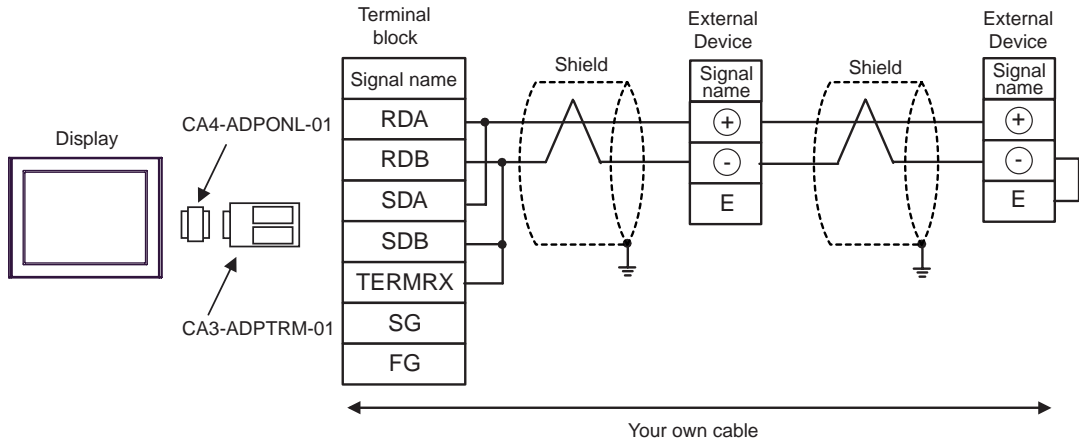 Terminal
block
External
Device
External
Device
Shield
Shield
Signal name
Signal
name
Signal
name
Display
CA4-ADPONL-01
RDA
+
+
RDB
-
-
SDA
E
E
SDB
TERMRX
CA3-ADPTRM-01
SG
FG
Your own cable